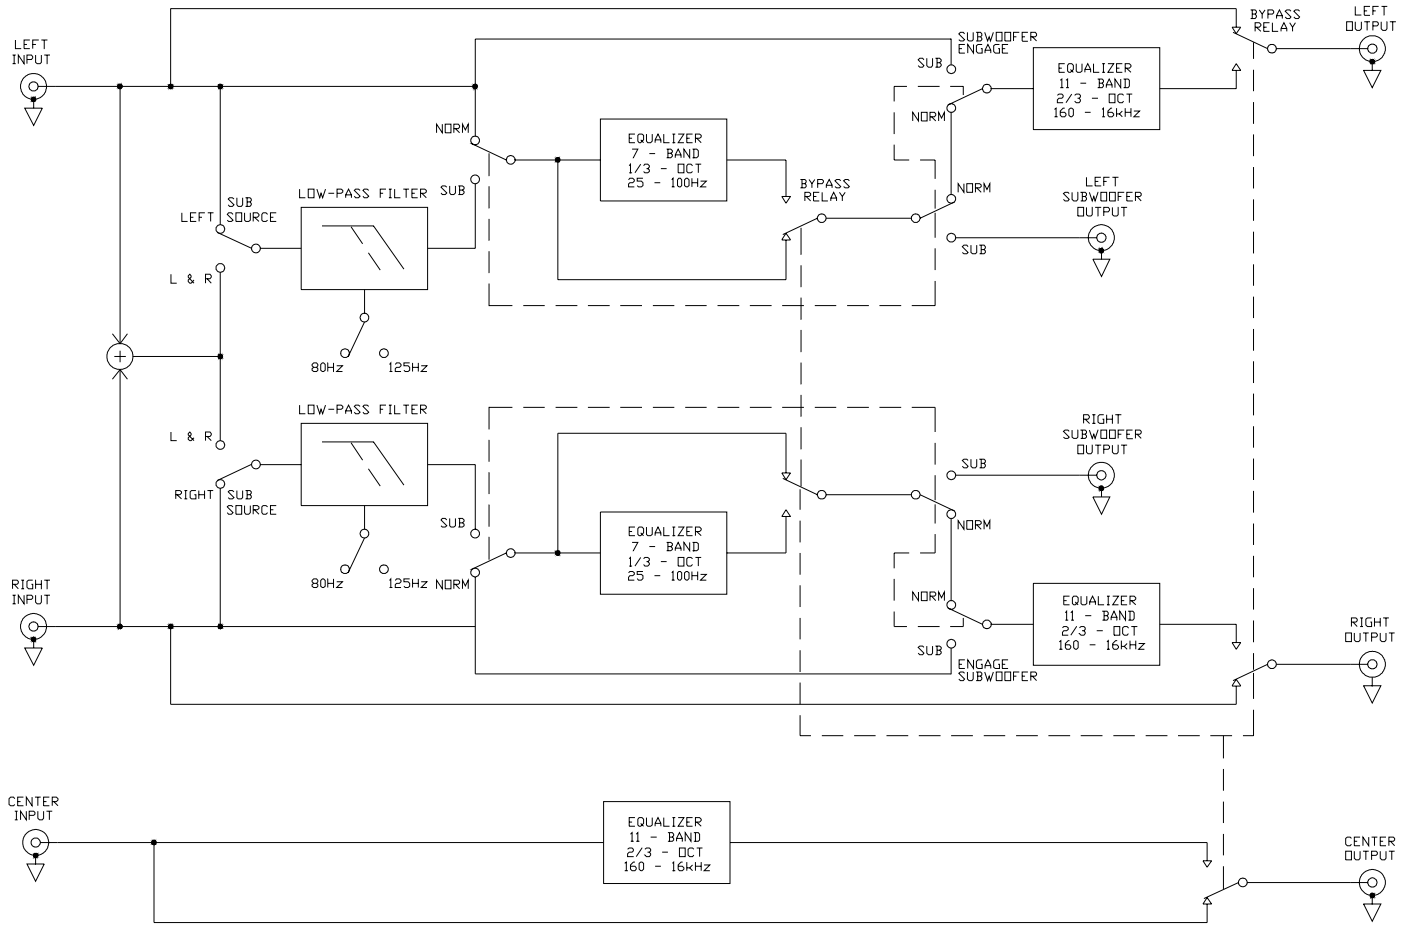 LEFT
INPUT
SUBWOOFER
ENGAGE
SUB
BYPASS
RELAY
LEFT
OUTPUT
EQUALIZER
11 - BAND
2/3 - OCT
160 - 16kHz
NORM
NORM
EQUALIZER
7 - BAND
1/3 - OCT
25 - 100Hz
SUB
BYPASS
RELAY
NORM
LEFT
SUBWOOFER
OUTPUT
SUB
LOW-PASS FILTER
LEFT
SUB
SOURCE
L & R
80Hz
125Hz
LOW-PASS FILTER
L & R
RIGHT
SUB
SOURCE
80Hz
125Hz
SUB
NORM
EQUALIZER
7 - BAND
1/3 - OCT
25 - 100Hz
RIGHT
SUBWOOFER
OUTPUT
SUB
NORM
NORM
SUB
ENGAGE
SUBWOOFER
EQUALIZER
11 - BAND
2/3 - OCT
160 - 16kHz
RIGHT
INPUT
RIGHT
OUTPUT
CENTER
INPUT
EQUALIZER
11 - BAND
2/3 - OCT
160 - 16kHz
CENTER
OUTPUT